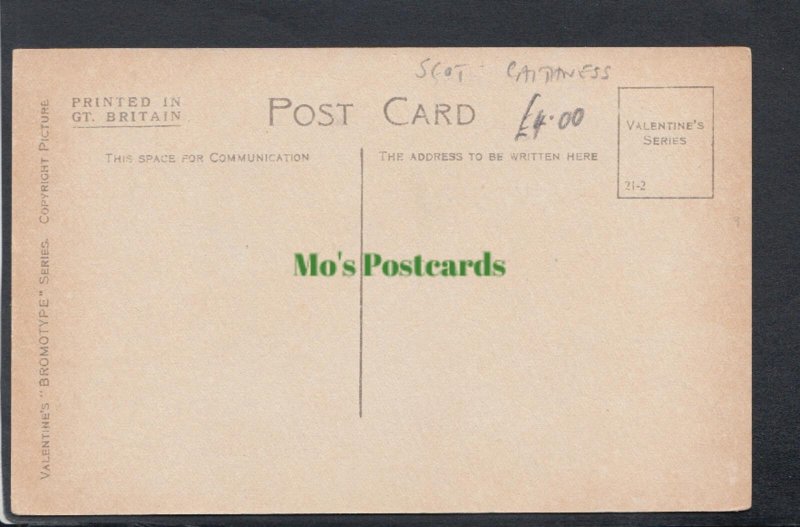 SCOT CAITHNESS
PRINTED IN
GT. BRITAIN
POST CARD
£4.00
VALENTINE'S
SERIES
21-2
THIS SPACE FOR COMMUNICATION
THE ADDRESS TO BE WRITTEN HERE
Mo's Postcards
VALENTINE'S "BROMOTYPE" SERIES. COPYRIGHT PICTURE